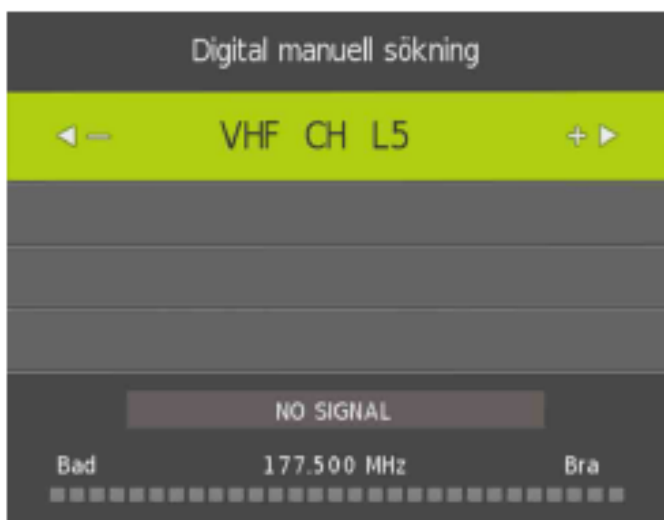 Digital manuell sökning
VHF CH L5
NO SIGNAL
Bad 177.500 MHz Bra